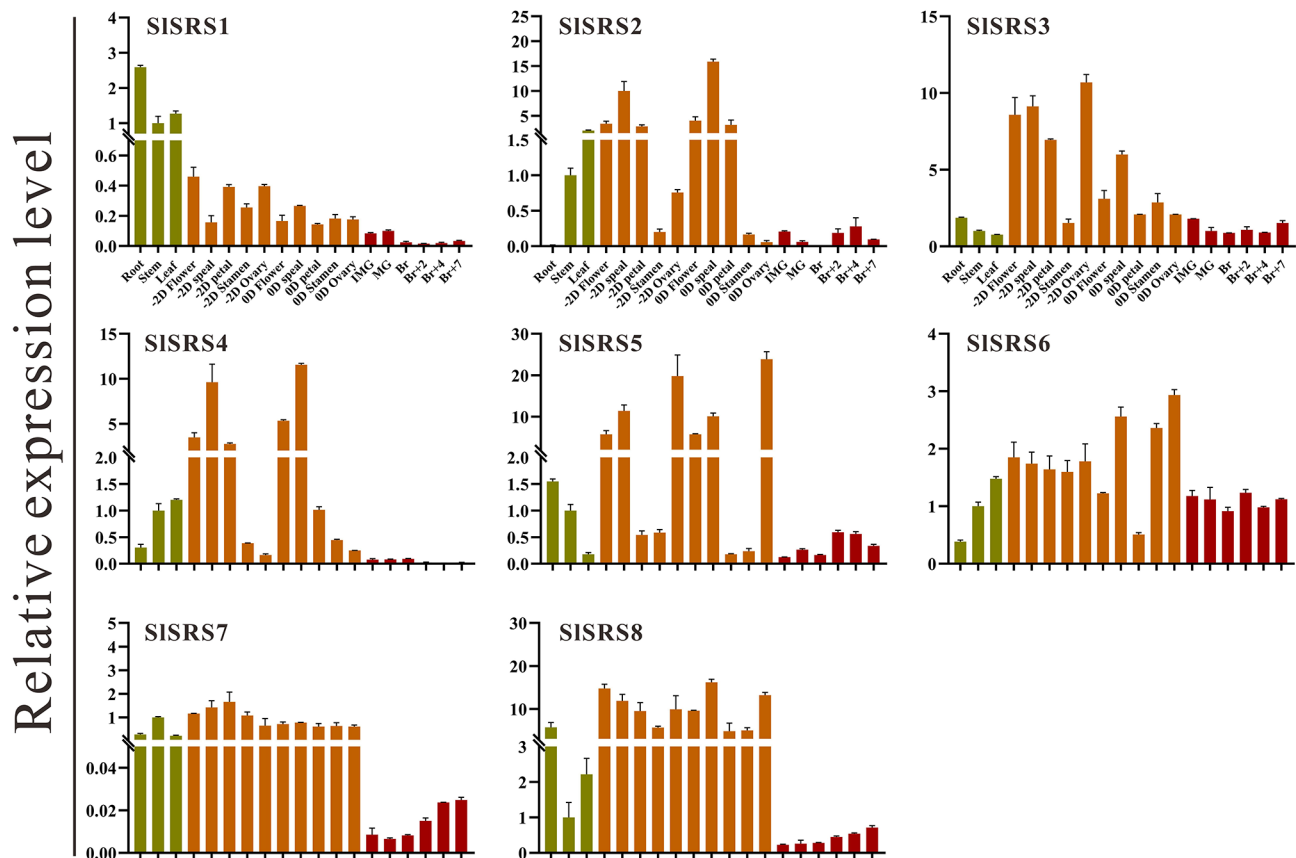 Relative expression level
SlSRS1
4
3
2
1
0.6
0.4
0.2
0.0
Root
Stem
Leaf
-2D Flower
-2D speal
-2D petal
-2D Stamen
-2D Ovary
0D Flower
0D speal
0D petal
0D Stamen
0D Ovary
IMG
MG
Br
Br+2
Br+4
Br+7
SlSRS2
25
20
15
10
5
1.5
1.0
0.5
0.0
Root
Stem
Leaf
-2D Flower
-2D speal
-2D petal
-2D Stamen
-2D Ovary
0D Flower
0D speal
0D petal
0D Stamen
0D Ovary
IMG
MG
Br
Br+2
Br+4
Br+7
SlSRS3
15
10
5
0
Root
Stem
Leaf
-2D Flower
-2D speal
-2D petal
-2D Stamen
-2D Ovary
0D Flower
0D speal
0D petal
0D Stamen
0D Ovary
IMG
MG
Br
Br+2
Br+4
Br+7
SlSRS4
15
10
5
2.0
1.5
1.0
0.5
0.0
SlSRS5
30
20
10
2.0
1.5
1.0
0.5
0.0
SlSRS6
4
3
2
1
0
SlSRS7
5
4
3
2
1
0.04
0.02
0.00
SlSRS8
30
20
10
3
2
1
0